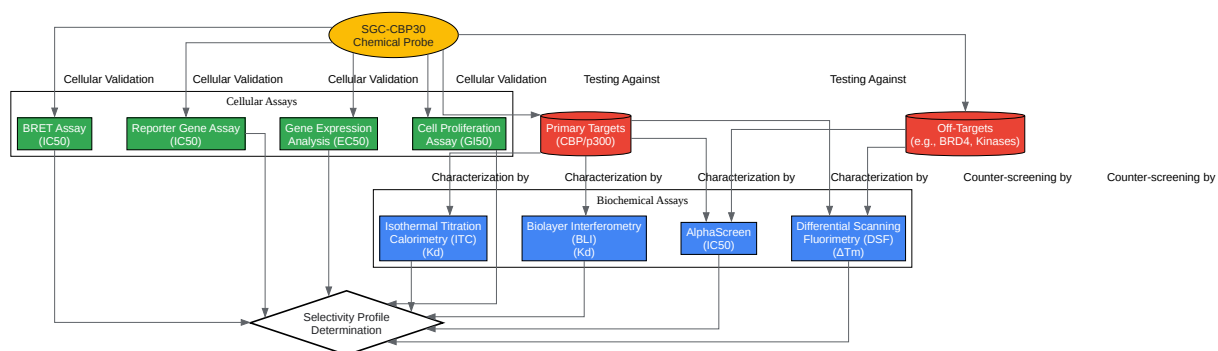 SGC-CBP30
Chemical Probe
Cellular Validation
Cellular Validation
Cellular Validation
Cellular Validation
Testing Against
Testing Against
Cellular Assays
BRET Assay
(IC50)
Reporter Gene Assay
(IC50)
Gene Expression
Analysis (EC50)
Cell Proliferation
Assay (GI50)
Primary Targets
(CBP/p300)
Off-Targets
(e.g., BRD4, Kinases)
Characterization by
Characterization by
Characterization by
Characterization by
Counter-screening by
Counter-screening by
Biochemical Assays
Isothermal Titration
Calorimetry (ITC)
(Kd)
Biolayer Interferometry
(BLI)
(Kd)
AlphaScreen
(IC50)
Differential Scanning
Fluorimetry (DSF)
(ΔTm)
Selectivity Profile
Determination